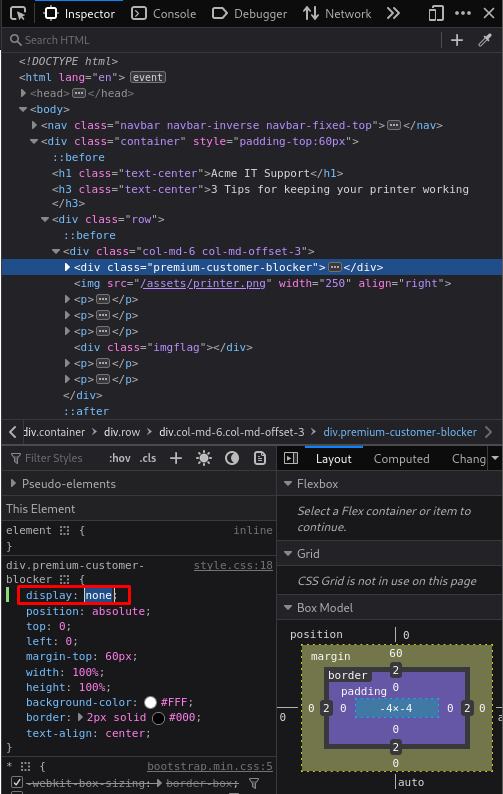 Inspector Console Debugger Network
Search HTML
<!DOCTYPE html>
<html lang="en"> event
<head> </head>
<body>
<nav class="navbar navbar-inverse navbar-fixed-top"> </nav>
<div class="container" style="padding-top:60px">
::before
<h1 class="text-center">Acme IT Support</h1>
<h3 class="text-center">3 Tips for keeping your printer working
</h3>
<div class="row">
::before
<div class="col-md-6 col-md-offset-3">
<div class="premium-customer-blocker"> </div>
<img src="/assets/printer.png" width="250" align="right">
<p> </p>
<p> </p>
<p> </p>
<div class="imgflag"></div>
<p> </p>
<p> </p>
</div>
::after
div.container > div.row > div.col-md-6.col-md-offset-3 > div.premium-customer-blocker
Filter Styles :hov .cls
Pseudo-elements
This Element
element { inline
}
div.premium-customer- style.css:18
blocker {
display: none;
position: absolute;
top: 0;
left: 0;
margin-top: 60px;
width: 100%;
height: 100%;
background-color: #FFF;
border: 2px solid #000;
text-align: center;
}
* { bootstrap.min.css:5
-webkit-box-sizing: border-box;
Layout Computed Chang
Flexbox
Select a Flex container or item to
continue.
Grid
CSS Grid is not in use on this page
Box Model
position 0
margin 60
border 2
padding 0
0 0 2 0 -4×-4 0 2 0
0
2
0
auto